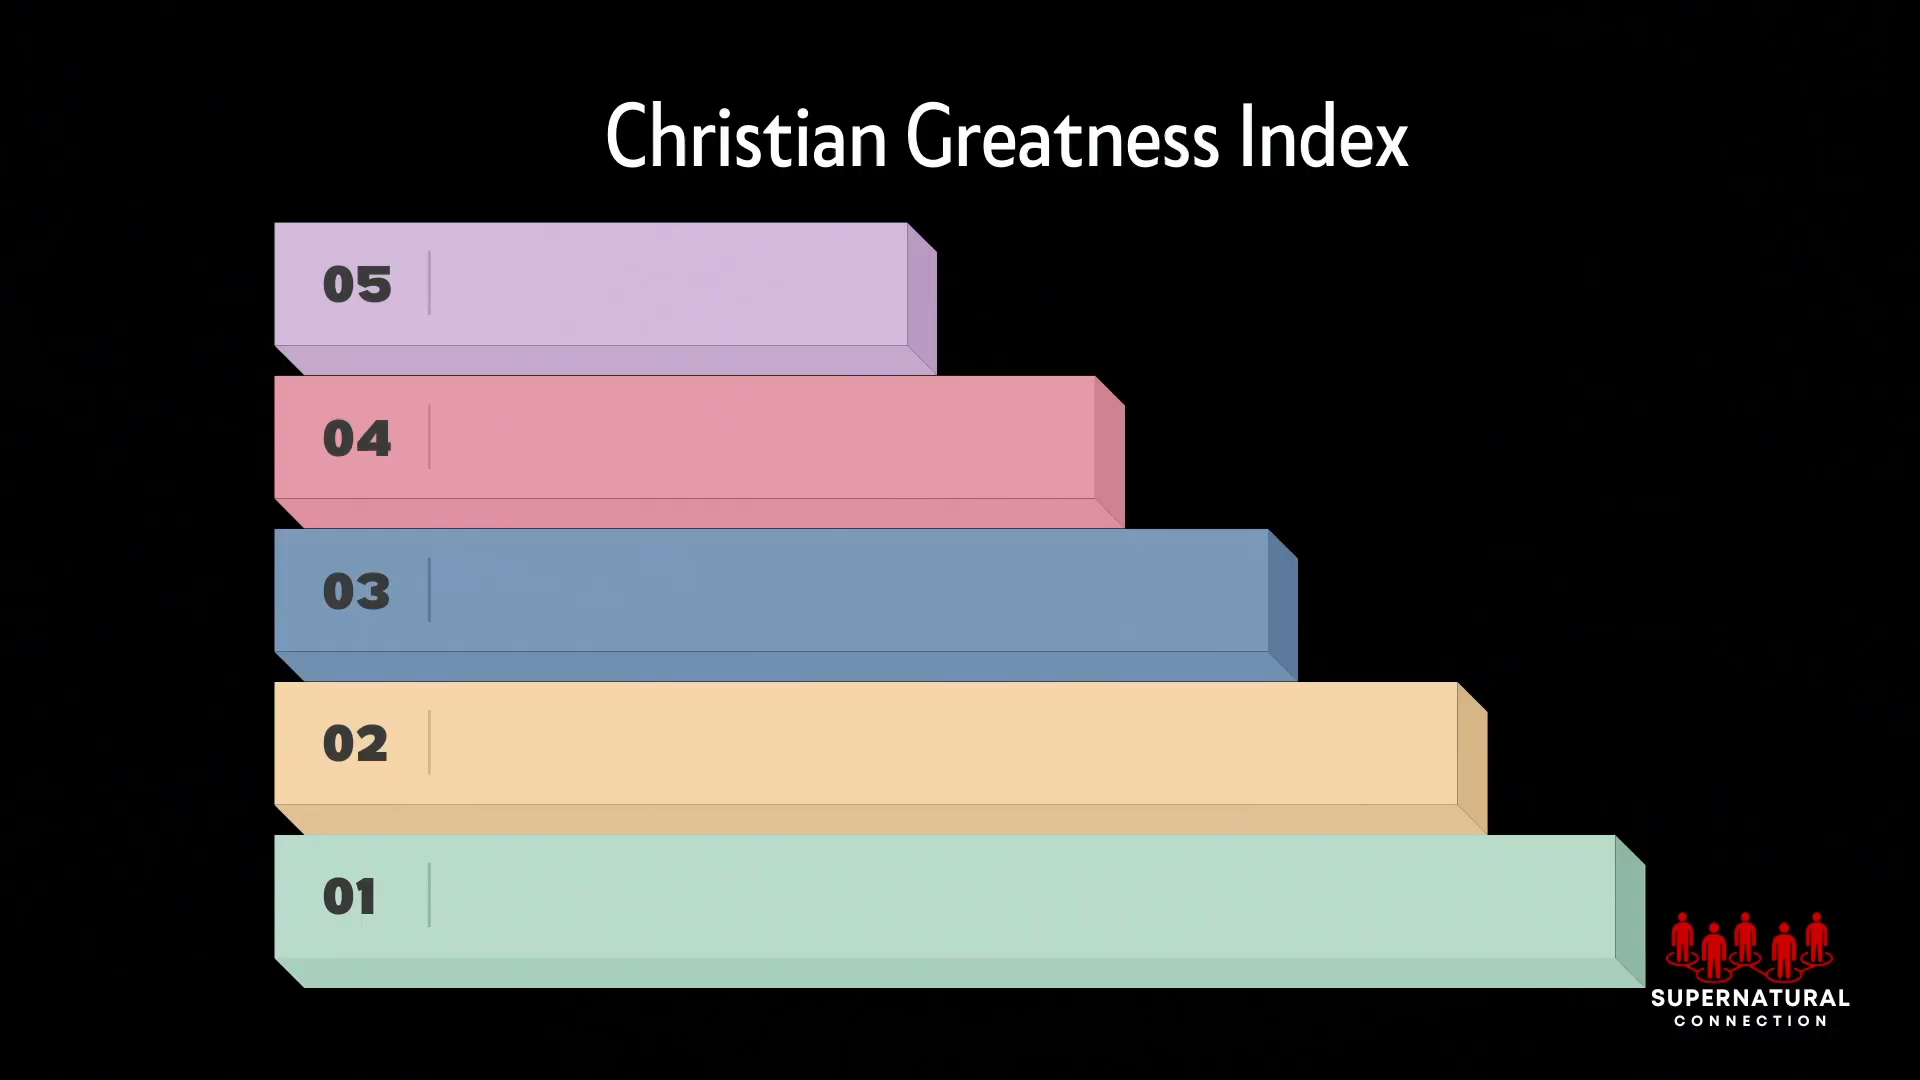 Christian Greatness Index
05
04
03
02
01
SUPERNATURAL
CONNECTION